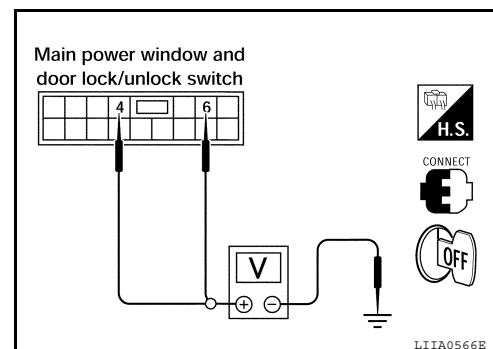 Main power window and
door lock/unlock switch
4 6
H.S.
CONNECT
V
OFF
+ −
LIIA0566E